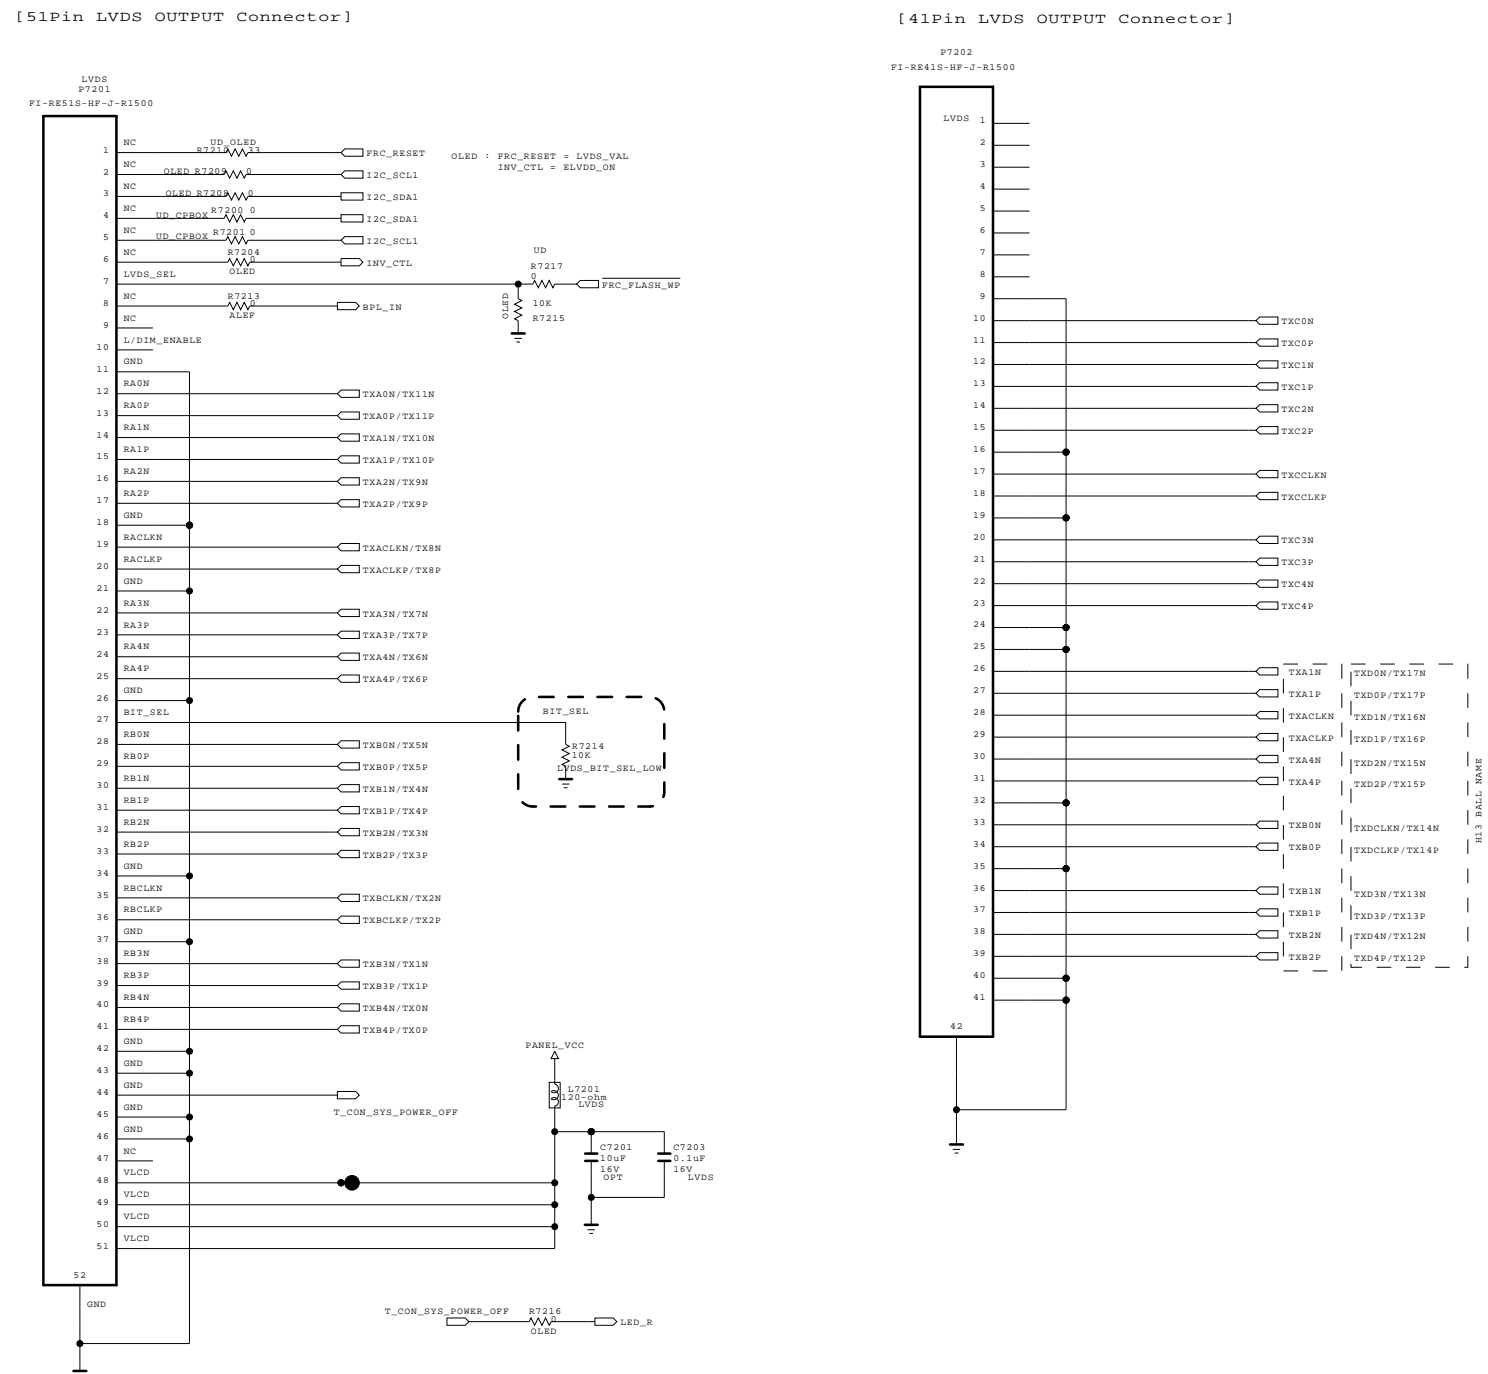 [51Pin LVDS OUTPUT Connector]
LVDS
P7201
FI-RE51S-HF-J-R1500
1 NC R7210 33 UD_OLED FRC_RESET
2 NC OLED R7209 0 I2C_SCL1
3 NC OLED R7208 0 I2C_SDA1
4 NC UD_CPBOX R7200 0 I2C_SDA1
5 NC UD_CPBOX R7201 0 I2C_SCL1
6 NC R7204 0 OLED INV_CTL
7 LVDS_SEL
8 NC R7213 0 ALEF BPL_IN
9 NC
10 L/DIM_ENABLE
11 GND
12 RA0N TXA0N/TX11N
13 RA0P TXA0P/TX11P
14 RA1N TXA1N/TX10N
15 RA1P TXA1P/TX10P
16 RA2N TXA2N/TX9N
17 RA2P TXA2P/TX9P
18 GND
19 RACLKN TXACLKN/TX8N
20 RACLKP TXACLKP/TX8P
21 GND
22 RA3N TXA3N/TX7N
23 RA3P TXA3P/TX7P
24 RA4N TXA4N/TX6N
25 RA4P TXA4P/TX6P
26 GND
27 BIT_SEL
28 RB0N TXB0N/TX5N
29 RB0P TXB0P/TX5P
30 RB1N TXB1N/TX4N
31 RB1P TXB1P/TX4P
32 RB2N TXB2N/TX3N
33 RB2P TXB2P/TX3P
34 GND
35 RBCLKN TXBCLKN/TX2N
36 RBCLKP TXBCLKP/TX2P
37 GND
38 RB3N TXB3N/TX1N
39 RB3P TXB3P/TX1P
40 RB4N TXB4N/TX0N
41 RB4P TXB4P/TX0P
42 GND
43 GND
44 GND
T_CON_SYS_POWER_OFF
45 GND
46 GND
47 NC
48 VLCD
49 VLCD
50 VLCD
51 VLCD
52
GND
OLED : FRC_RESET = LVDS_VAL
INV_CTL = ELVDD_ON
UD
R7217
0
FRC_FLASH_WP
OLED
10K
R7215
BIT_SEL
R7214
10K
LVDS_BIT_SEL_LOW
PANEL_VCC
L7201
120-ohm
LVDS
C7201
10uF
16V
OPT
C7203
0.1uF
16V
LVDS
T_CON_SYS_POWER_OFF R7216 0 OLED LED_R
[41Pin LVDS OUTPUT Connector]
P7202
FI-RE41S-HF-J-R1500
LVDS 1
2
3
4
5
6
7
8
9
10 TXC0N
11 TXC0P
12 TXC1N
13 TXC1P
14 TXC2N
15 TXC2P
16
17 TXCCLKN
18 TXCCLKP
19
20 TXC3N
21 TXC3P
22 TXC4N
23 TXC4P
24
25
26 TXA1N TXD0N/TX17N
27 TXA1P TXD0P/TX17P
28 TXACLKN TXD1N/TX16N
29 TXACLKP TXD1P/TX16P
30 TXA4N TXD2N/TX15N
31 TXA4P TXD2P/TX15P
32
33 TXB0N TXDCLKN/TX14N
34 TXB0P TXDCLKP/TX14P
35
36 TXB1N TXD3N/TX13N
37 TXB1P TXD3P/TX13P
38 TXB2N TXD4N/TX12N
39 TXB2P TXD4P/TX12P
40
41
42
H13 BALL NAME